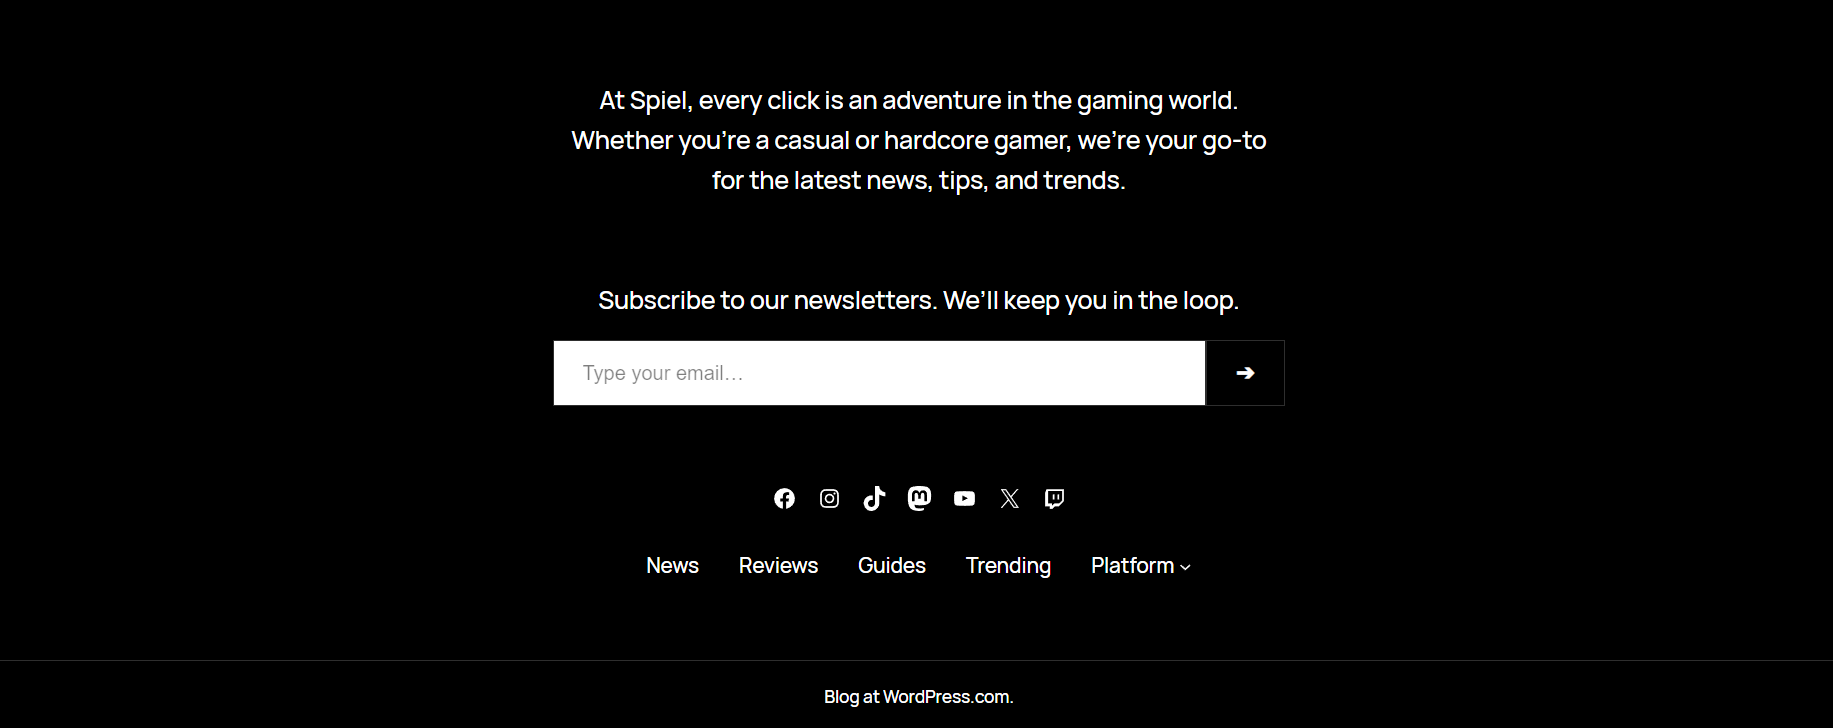 At Spiel, every click is an adventure in the gaming world.
Whether you’re a casual or hardcore gamer, we’re your go-to
for the latest news, tips, and trends.
Subscribe to our newsletters. We’ll keep you in the loop.
Type your email…
News Reviews Guides Trending Platform
Blog at WordPress.com.